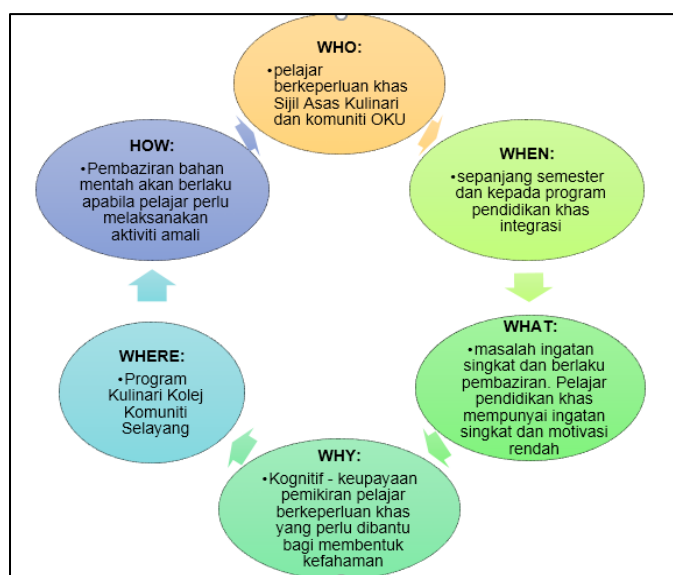 WHO:
•pelajar
berkeperluan khas
Sijil Asas Kulinari
dan komuniti OKU
WHEN:
•sepanjang semester
dan kepada program
pendidikan khas
integrasi
WHAT:
•masalah ingatan
singkat dan berlaku
pembaziran. Pelajar
pendidikan khas
mempunyai ingatan
singkat dan motivasi
rendah
WHY:
•Kognitif - keupayaan
pemikiran pelajar
berkeperluan khas
yang perlu dibantu
bagi membentuk
kefahaman
WHERE:
•Program
Kulinari Kolej
Komuniti
Selayang
HOW:
•Pembaziran bahan
mentah akan berlaku
apabila pelajar perlu
melaksanakan
aktiviti amali